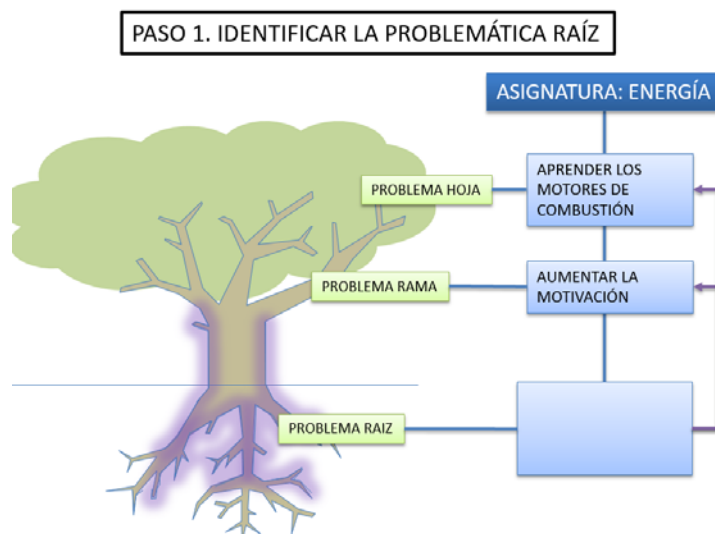 PASO 1. IDENTIFICAR LA PROBLEMÁTICA RAÍZ
ASIGNATURA: ENERGÍA
PROBLEMA HOJA
APRENDER LOS
MOTORES DE
COMBUSTIÓN
PROBLEMA RAMA
AUMENTAR LA
MOTIVACIÓN
PROBLEMA RAIZ